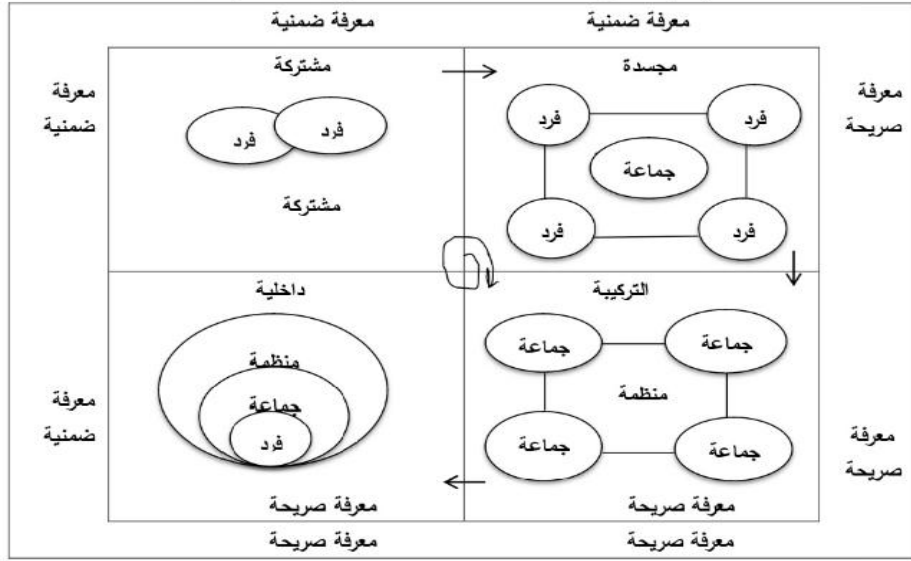 معرفة ضمنية
معرفة ضمنية
مجسدة
مشتركة
معرفة
صريحة
معرفة
ضمنية
فرد
فرد
فرد
فرد
جماعة
فرد
فرد
مشتركة
التركيبة
داخلية
جماعة
جماعة
منظمة
منظمة
جماعة
فرد
جماعة
جماعة
معرفة
صريحة
معرفة
ضمنية
معرفة صريحة
معرفة صريحة
معرفة صريحة
معرفة صريحة